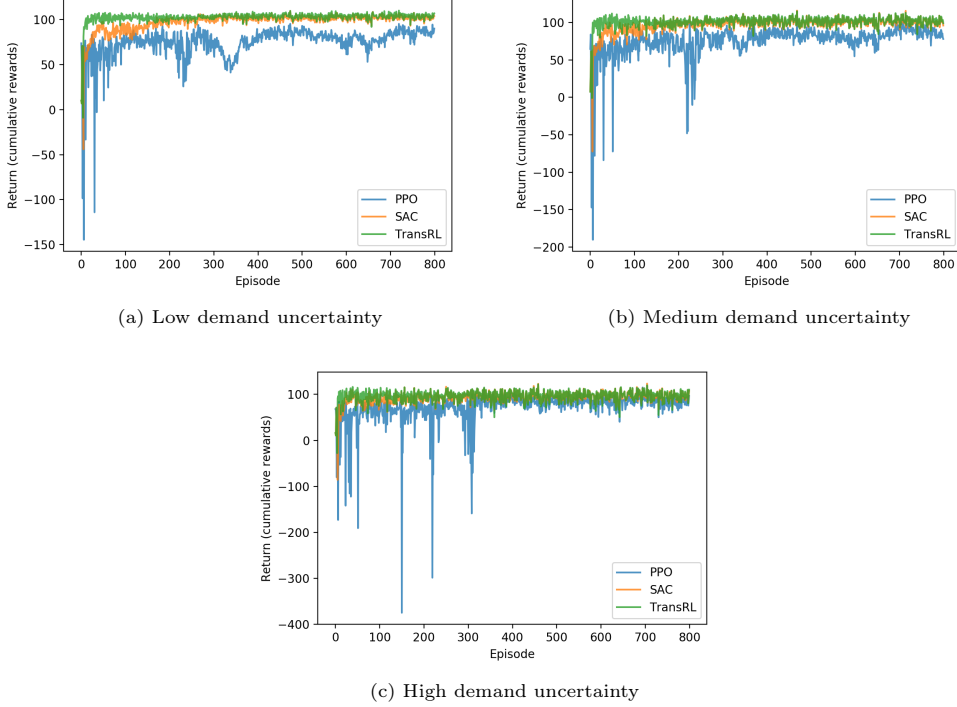 Return (cumulative rewards)
100
50
0
−50
−100
−150
PPO
SAC
TransRL
0 100 200 300 400 500 600 700 800
Episode
(a) Low demand uncertainty
Return (cumulative rewards)
100
50
0
−50
−100
−150
−200
PPO
SAC
TransRL
0 100 200 300 400 500 600 700 800
Episode
(b) Medium demand uncertainty
Return (cumulative rewards)
100
0
−100
−200
−300
−400
PPO
SAC
TransRL
0 100 200 300 400 500 600 700 800
Episode
(c) High demand uncertainty